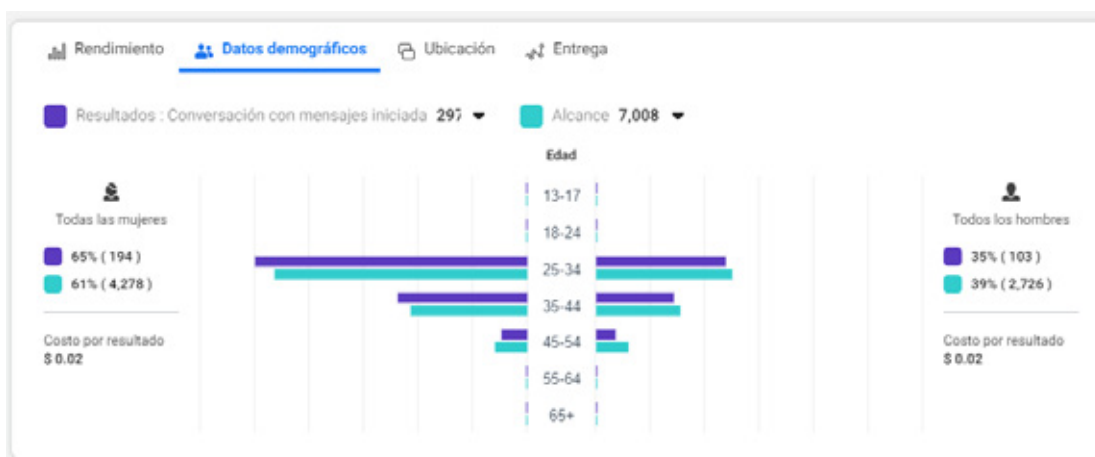 Rendimiento Datos demográficos Ubicación Entrega
Resultados : Conversación con mensajes iniciada 297 Alcance 7,008
Edad
Todas las mujeres
65% ( 194 )
61% ( 4,278 )
Costo por resultado
$ 0.02
13-17
18-24
25-34
35-44
45-54
55-64
65+
Todos los hombres
35% ( 103 )
39% ( 2,726 )
Costo por resultado
$ 0.02